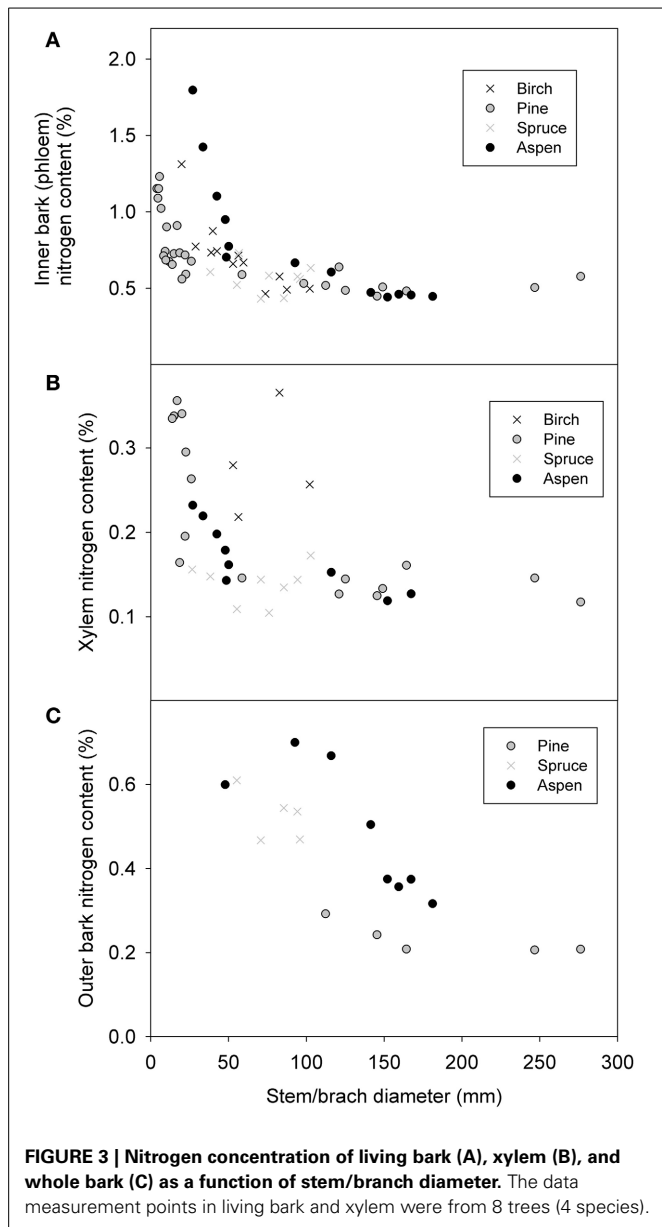 A
Inner bark (phloem)
nitrogen content (%)
2.0
1.5
1.0
0.5
Birch
Pine
Spruce
Aspen
B
Xylem nitrogen content (%)
0.3
0.2
0.1
Birch
Pine
Spruce
Aspen
C
Outer bark nitrogen content (%)
0.6
0.4
0.2
0.0
Pine
Spruce
Aspen
0 50 100 150 200 250 300
Stem/brach diameter (mm)
FIGURE 3 | Nitrogen concentration of living bark (A), xylem (B), and
whole bark (C) as a function of stem/branch diameter. The data
measurement points in living bark and xylem were from 8 trees (4 species).